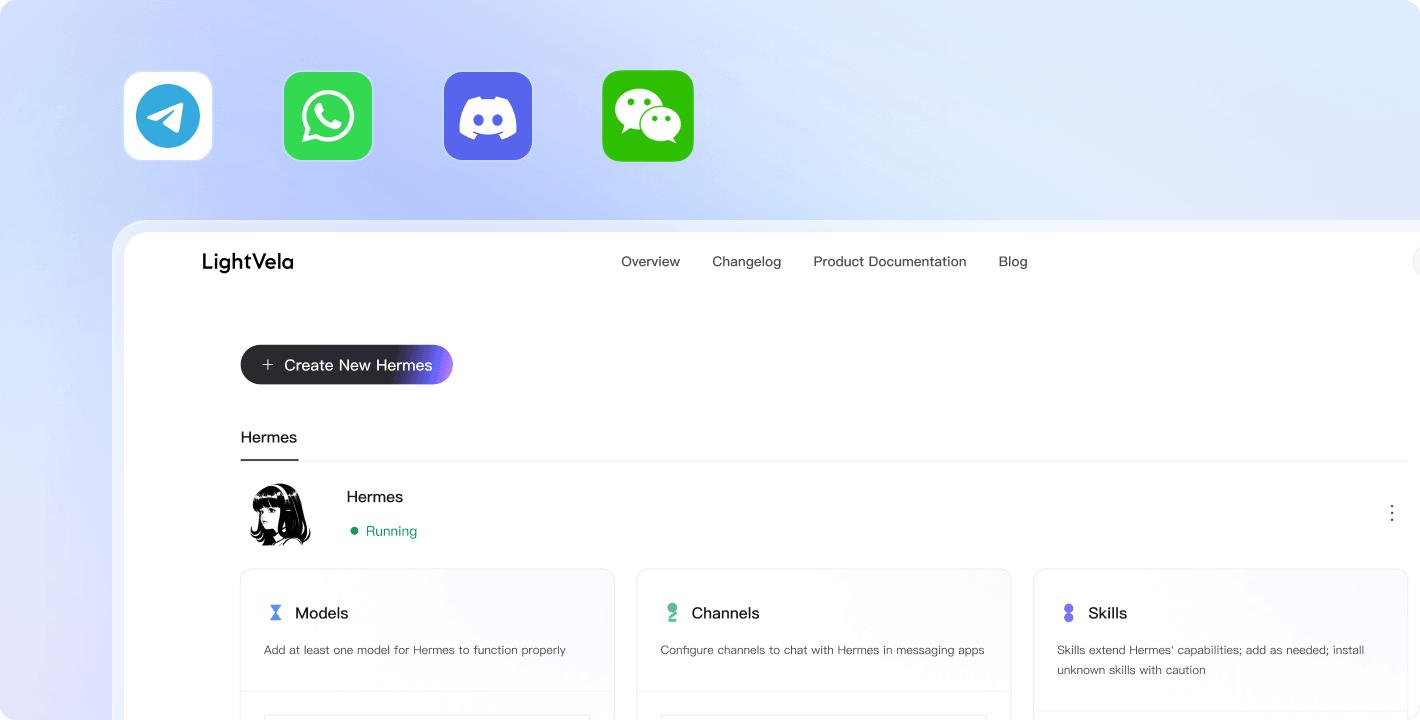 LightVela
Overview
Changelog
Product Documentation
Blog
+ Create New Hermes
Hermes
Hermes
Running
Models
Add at least one model for Hermes to function properly
Channels
Configure channels to chat with Hermes in messaging apps
Skills
Skills extend Hermes' capabilities; add as needed; install
unknown skills with caution